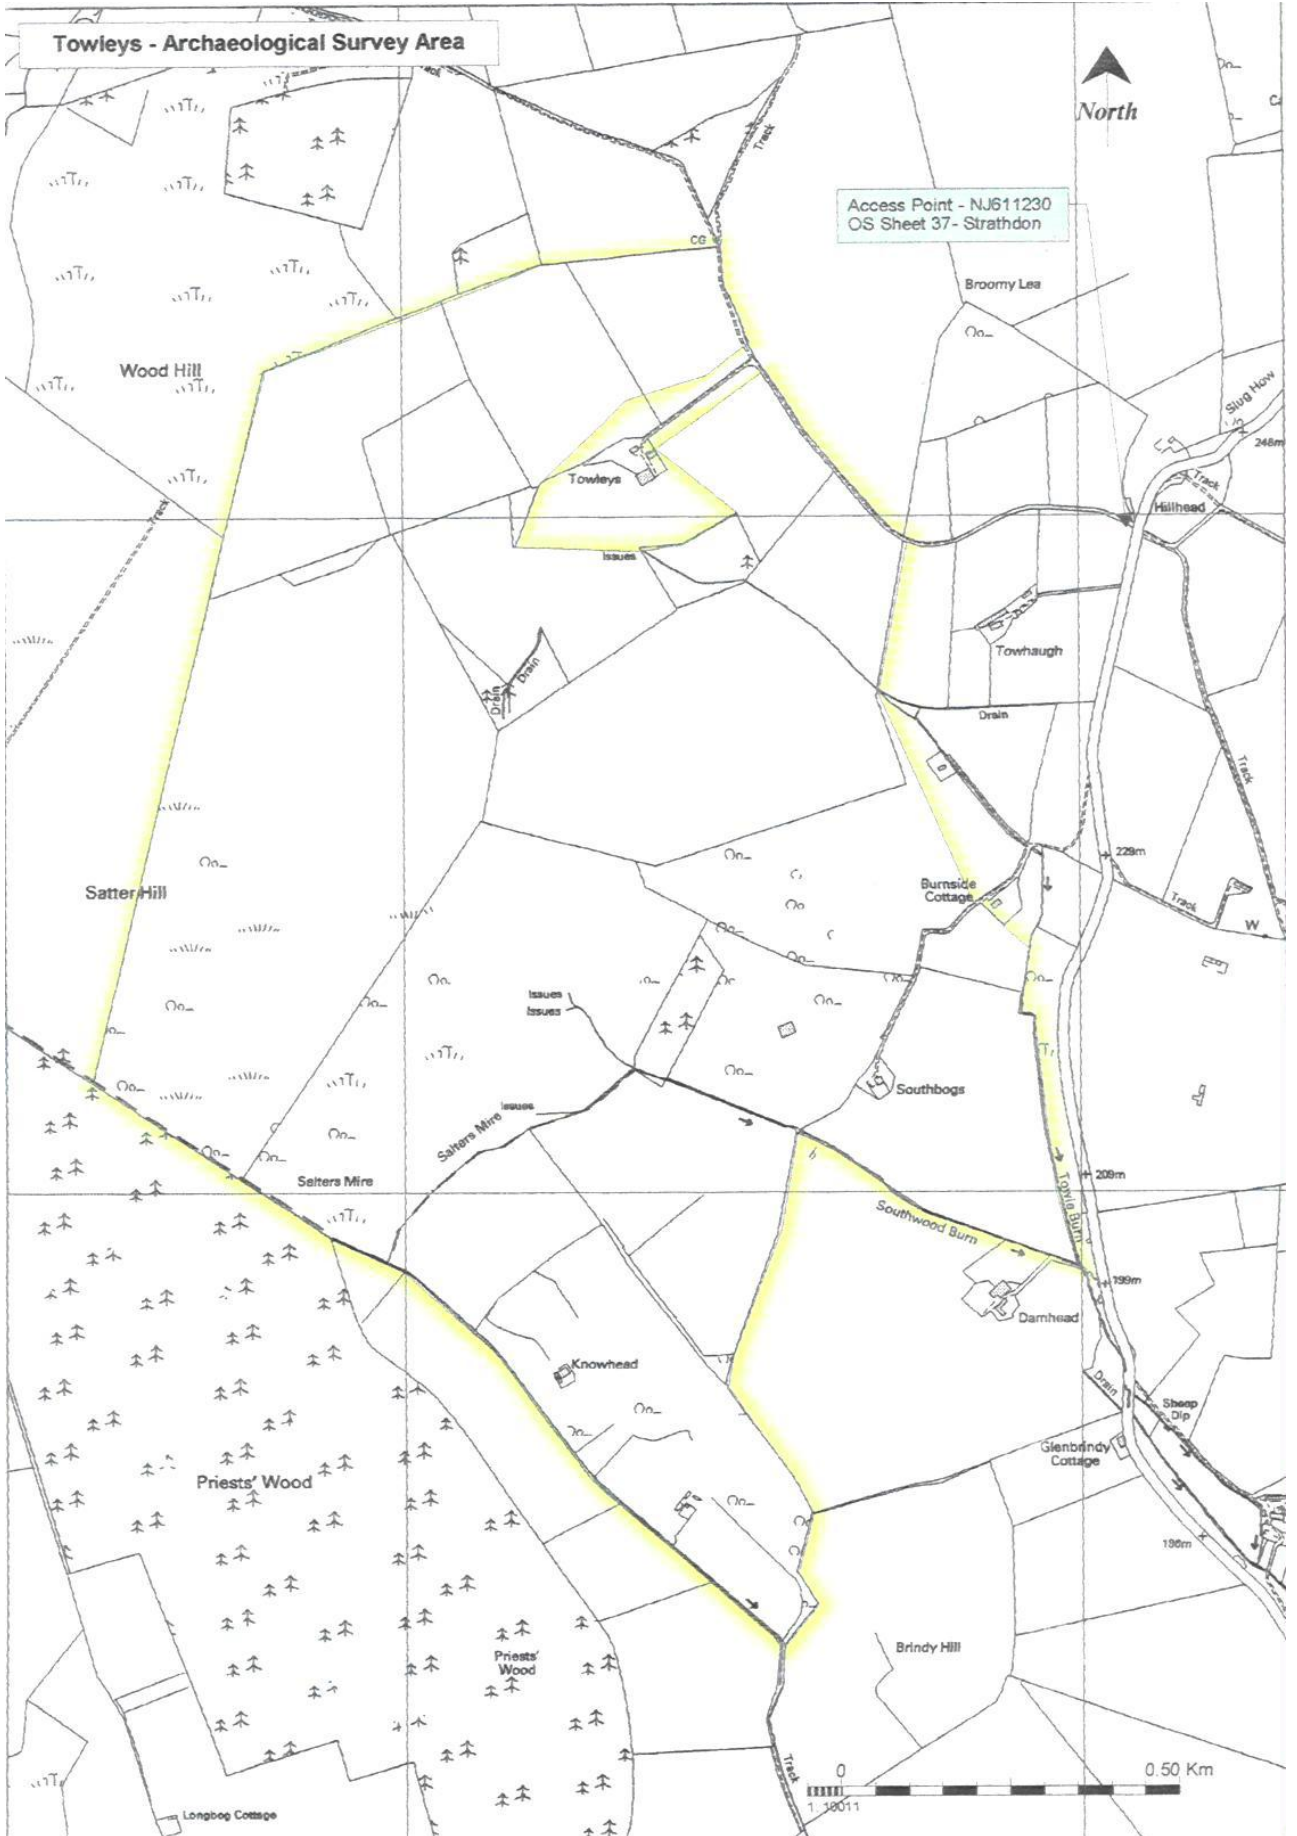 Towleys - Archaeological Survey Area
North
Track
Track
Access Point - NJ611230
OS Sheet 37- Strathdon
CG
Broomy Lea
Wood Hill
Slug How
248m
Track
Towleys
Hillhead
Track
Issues
Towhaugh
Drain
Drain
Drain
Track
229m
Burnside
Cottage
Satter Hill
Track
W
Issues
Issues
Southbogs
Issues
Salters Mire
Salters Mire
209m
Southwood Burn
Towie Burn
199m
Damhead
Knowhead
Drain
Sheep
Dip
Glenbrindy
Cottage
Priests' Wood
196m
Priests'
Wood
Brindy Hill
Track
0 0.50 Km
1: 10011
Longbog Cottage